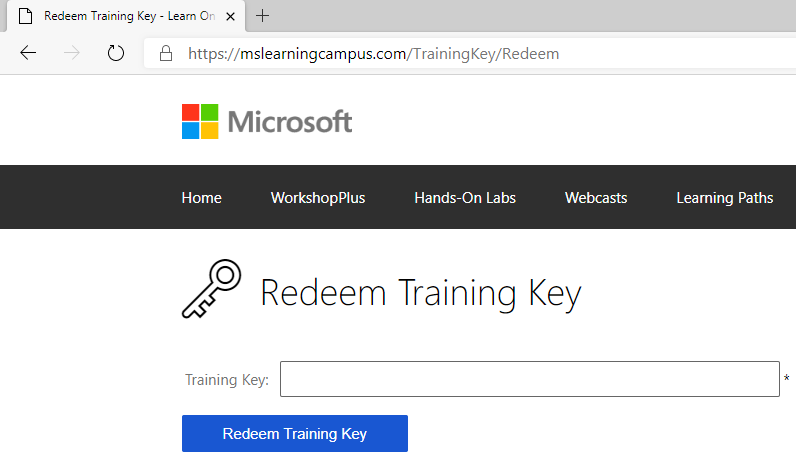 Redeem Training Key - Learn On
https://mslearningcampus.com/TrainingKey/Redeem
Microsoft
Home WorkshopPlus Hands-On Labs Webcasts Learning Paths
Redeem Training Key
Training Key: *
Redeem Training Key